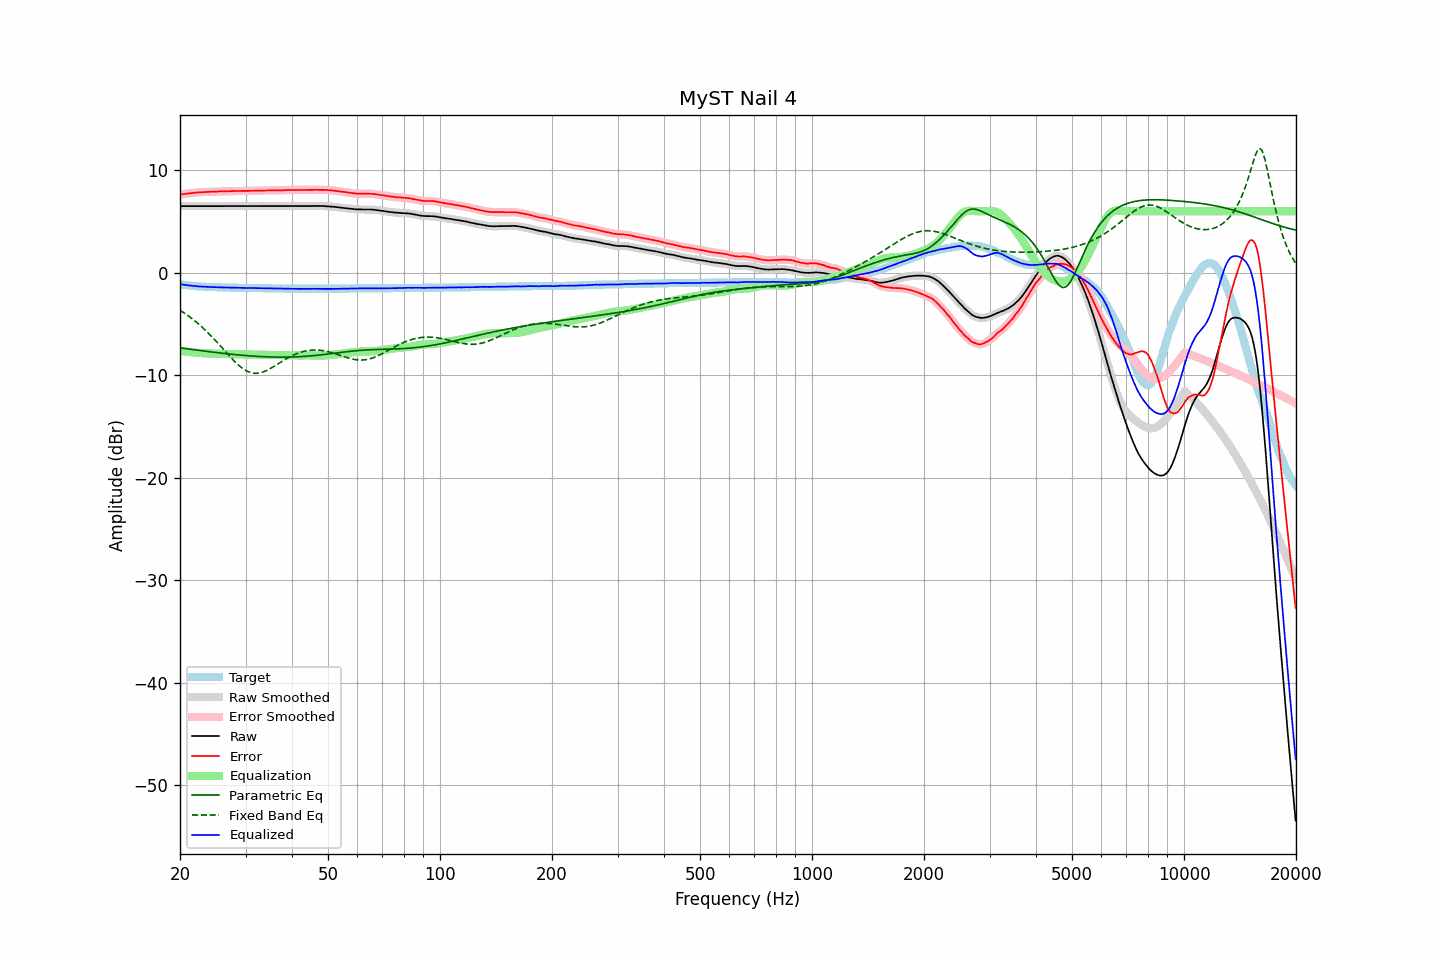 MyST Nail 4
10
0
−10
−20
−30
−40
−50
Amplitude (dBr)
Target
Raw Smoothed
Error Smoothed
Raw
Error
Equalization
Parametric Eq
Fixed Band Eq
Equalized
20 50 100 200 500 1000 2000 5000 10000 20000
Frequency (Hz)